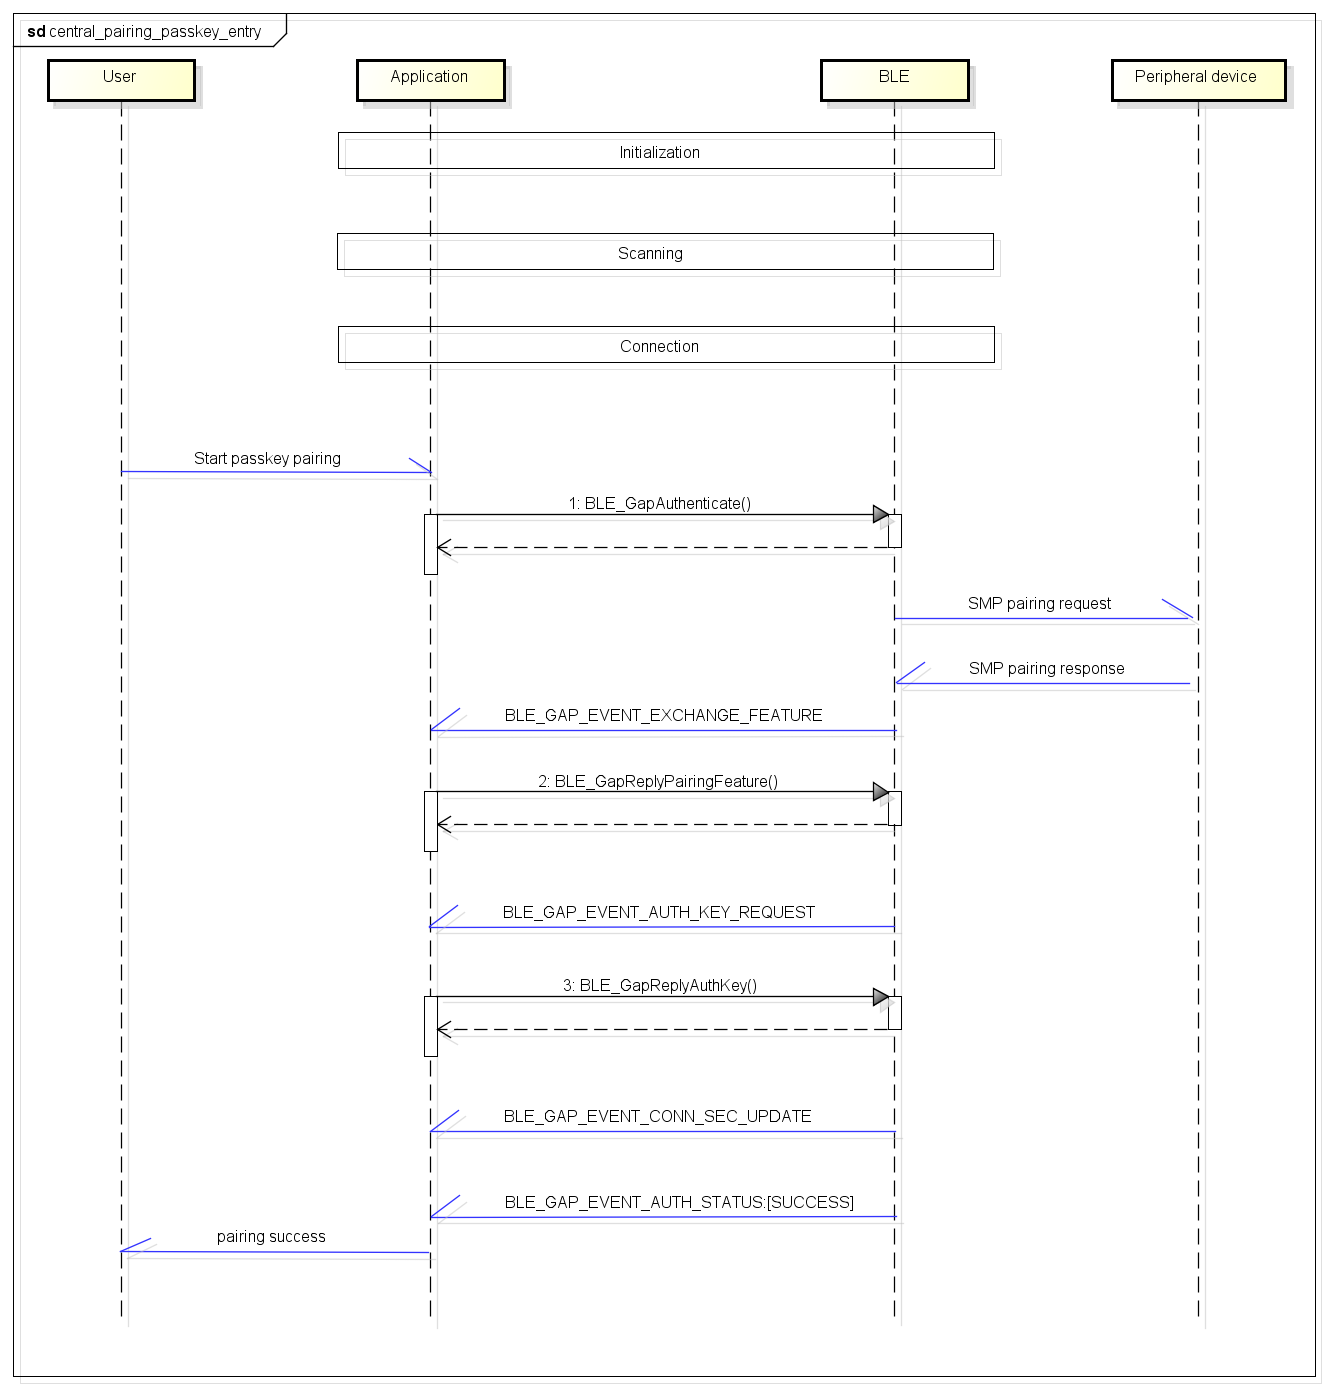 sd central_pairing_passkey_entry
User
Application
BLE
Peripheral device
Initialization
Scanning
Connection
Start passkey pairing
1: BLE_GapAuthenticate()
SMP pairing request
SMP pairing response
BLE_GAP_EVENT_EXCHANGE_FEATURE
2: BLE_GapReplyPairingFeature()
BLE_GAP_EVENT_AUTH_KEY_REQUEST
3: BLE_GapReplyAuthKey()
BLE_GAP_EVENT_CONN_SEC_UPDATE
BLE_GAP_EVENT_AUTH_STATUS:[SUCCESS]
pairing success